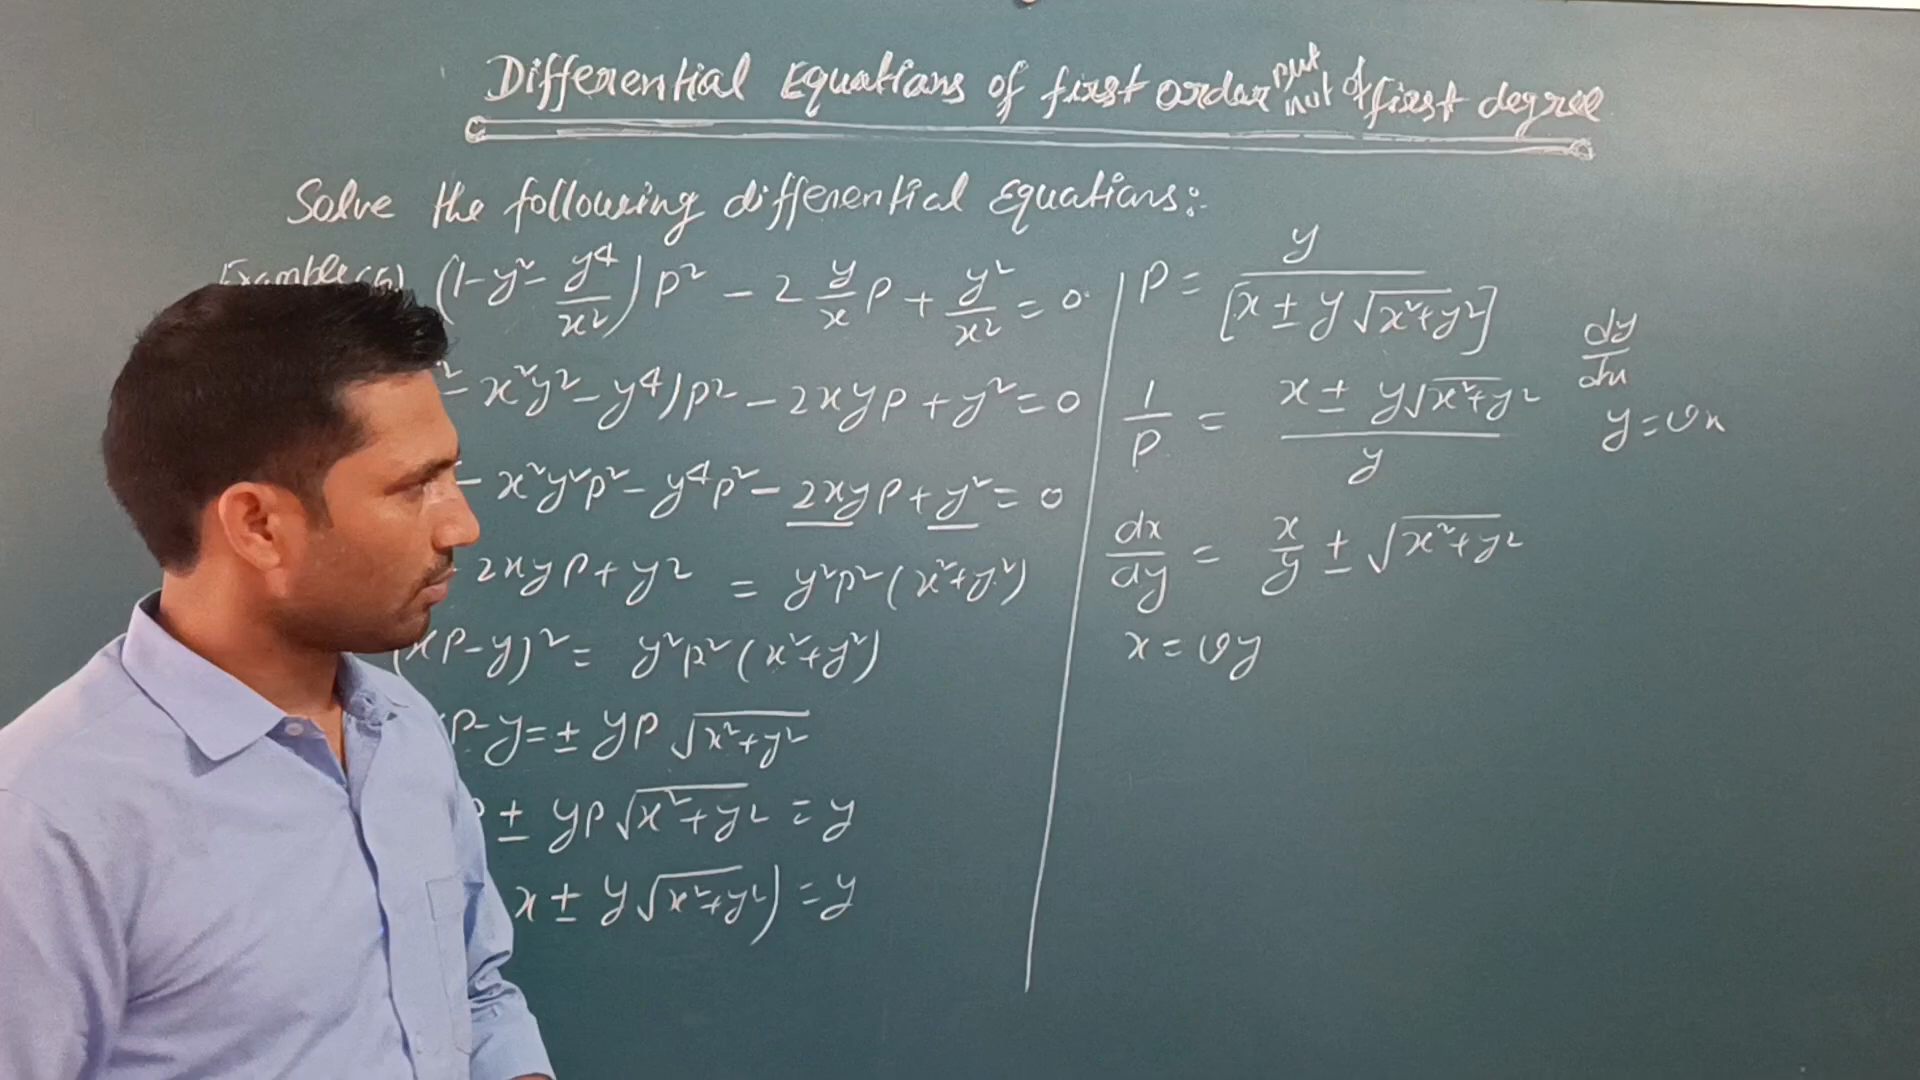 Differential Equations of first order but not of first degree
Solve the following differential Equations:
Example (5) (1-y²-y⁴/x²)p² - 2 y/x p + y²/x² = 0
- x²y² - y⁴)p² - 2xyp + y² = 0
- x²y²p² - y⁴p² - 2xyp + y² = 0
2xyp + y² = y²p²(x²+y²)
(xp-y)² = y²p²(x²+y²)
p-y = ± yp √x²+y²
± yp √x²+y² = y
x ± y √x²+y²) = y
p = y/[x ± y √x²+y²]
1/p = x ± y√x²+y² / y
dx/dy = x/y ± √x²+y²
x = vy
dy/dx
y = vx